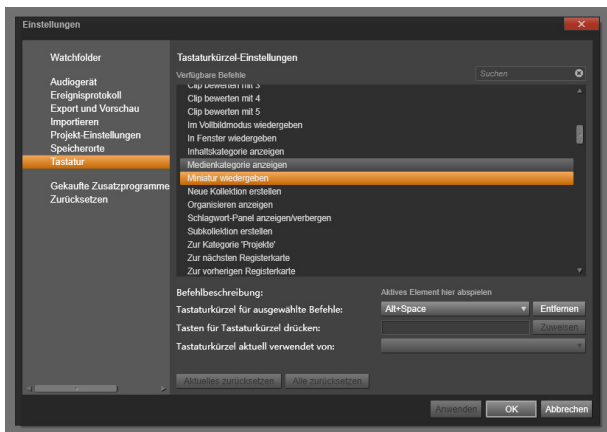 Einstellungen
Watchfolder
Audiogerät
Ereignisprotokoll
Export und Vorschau
Importieren
Projekt-Einstellungen
Speicherorte
Tastatur
Gekaufte Zusatzprogramme
Zurücksetzen
Tastaturkürzel-Einstellungen
Verfügbare Befehle
Suchen
Clip bewerten mit 3
Clip bewerten mit 4
Clip bewerten mit 5
Im Vollbildmodus wiedergeben
In Fenster wiedergeben
Inhaltskategorie anzeigen
Medienkategorie anzeigen
Miniatur wiedergeben
Neue Kollektion erstellen
Organisieren anzeigen
Schlagwort-Panel anzeigen/verbergen
Subkollektion erstellen
Zur Kategorie 'Projekte'
Zur nächsten Registerkarte
Zur vorherigen Registerkarte
Befehlbeschreibung: Aktives Element hier abspielen
Tastaturkürzel für ausgewählte Befehle: Alt+Space Entfernen
Tasten für Tastaturkürzel drücken: Zuweisen
Tastaturkürzel aktuell verwendet von:
Aktuelles zurücksetzen Alle zurücksetzen
Anwenden OK Abbrechen